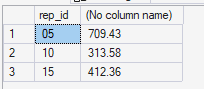 rep_id (No column name)
1 05 709.43
2 10 313.58
3 15 412.36